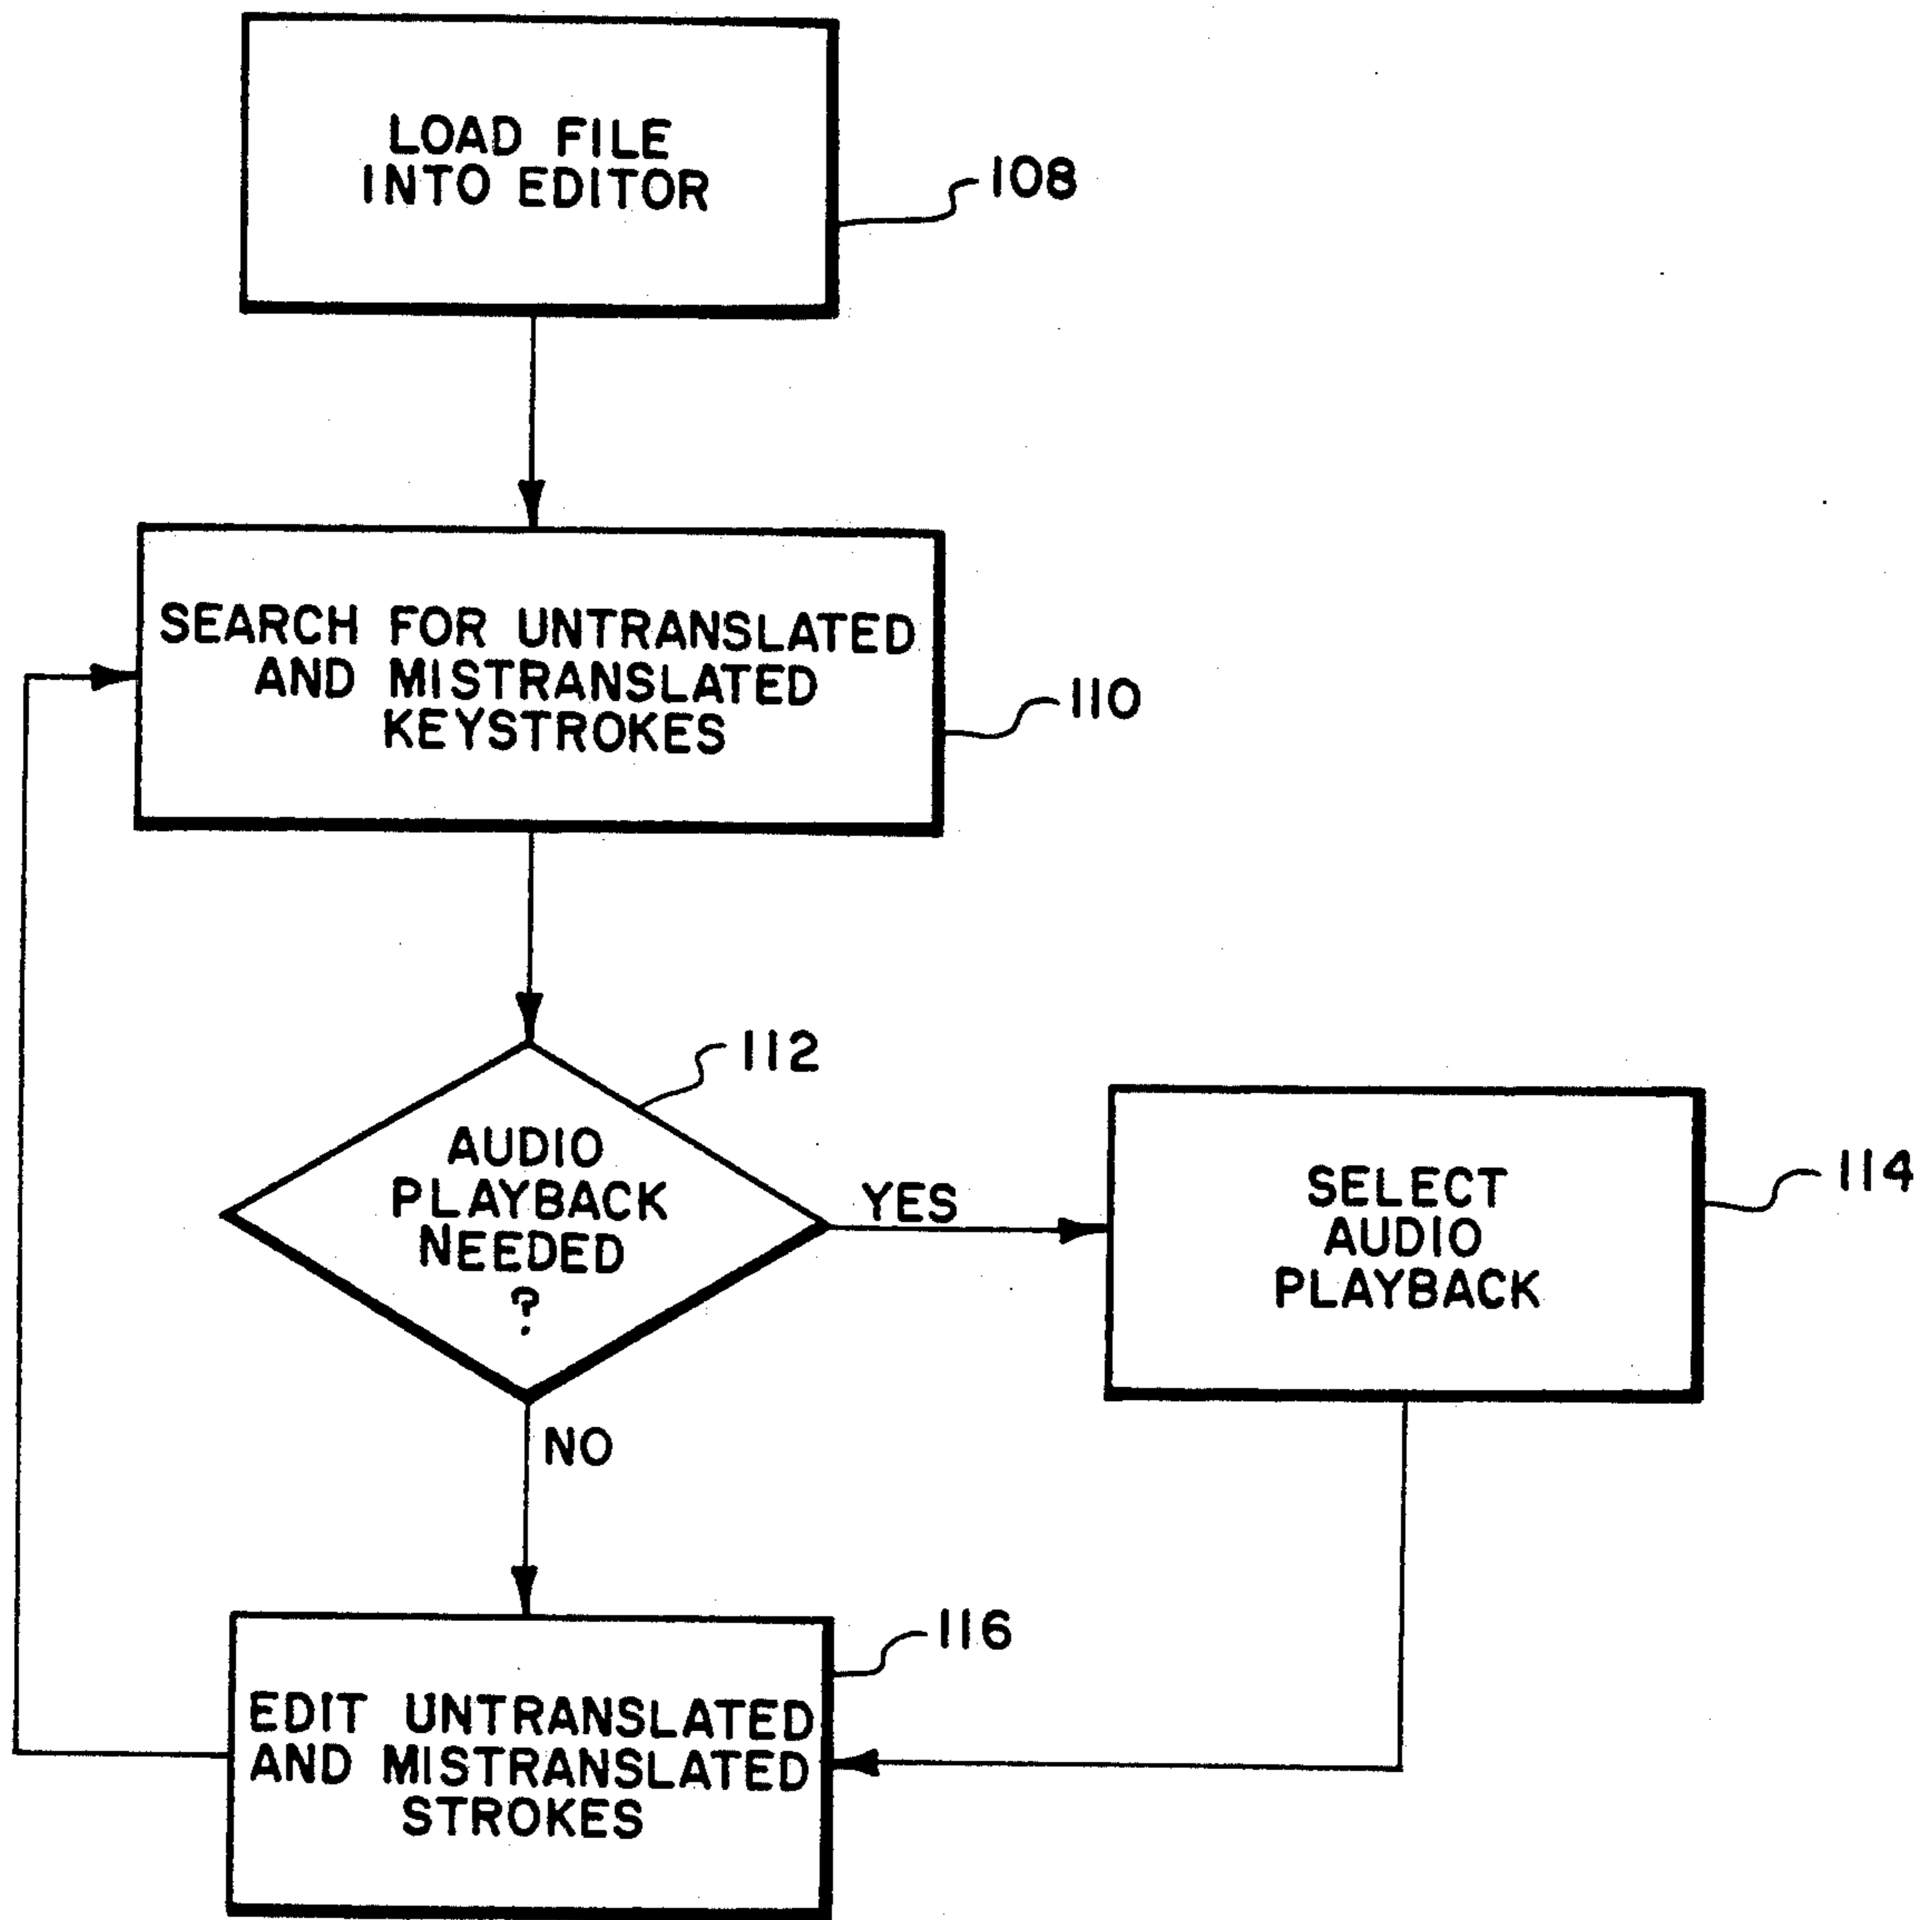 LOAD FILE
INTO EDITOR
108
SEARCH FOR UNTRANSLATED
AND MISTRANSLATED
KEYSTROKES
110
112
AUDIO
PLAYBACK
NEEDED
?
YES
SELECT
AUDIO
PLAYBACK
114
NO
116
EDIT UNTRANSLATED
AND MISTRANSLATED
STROKES